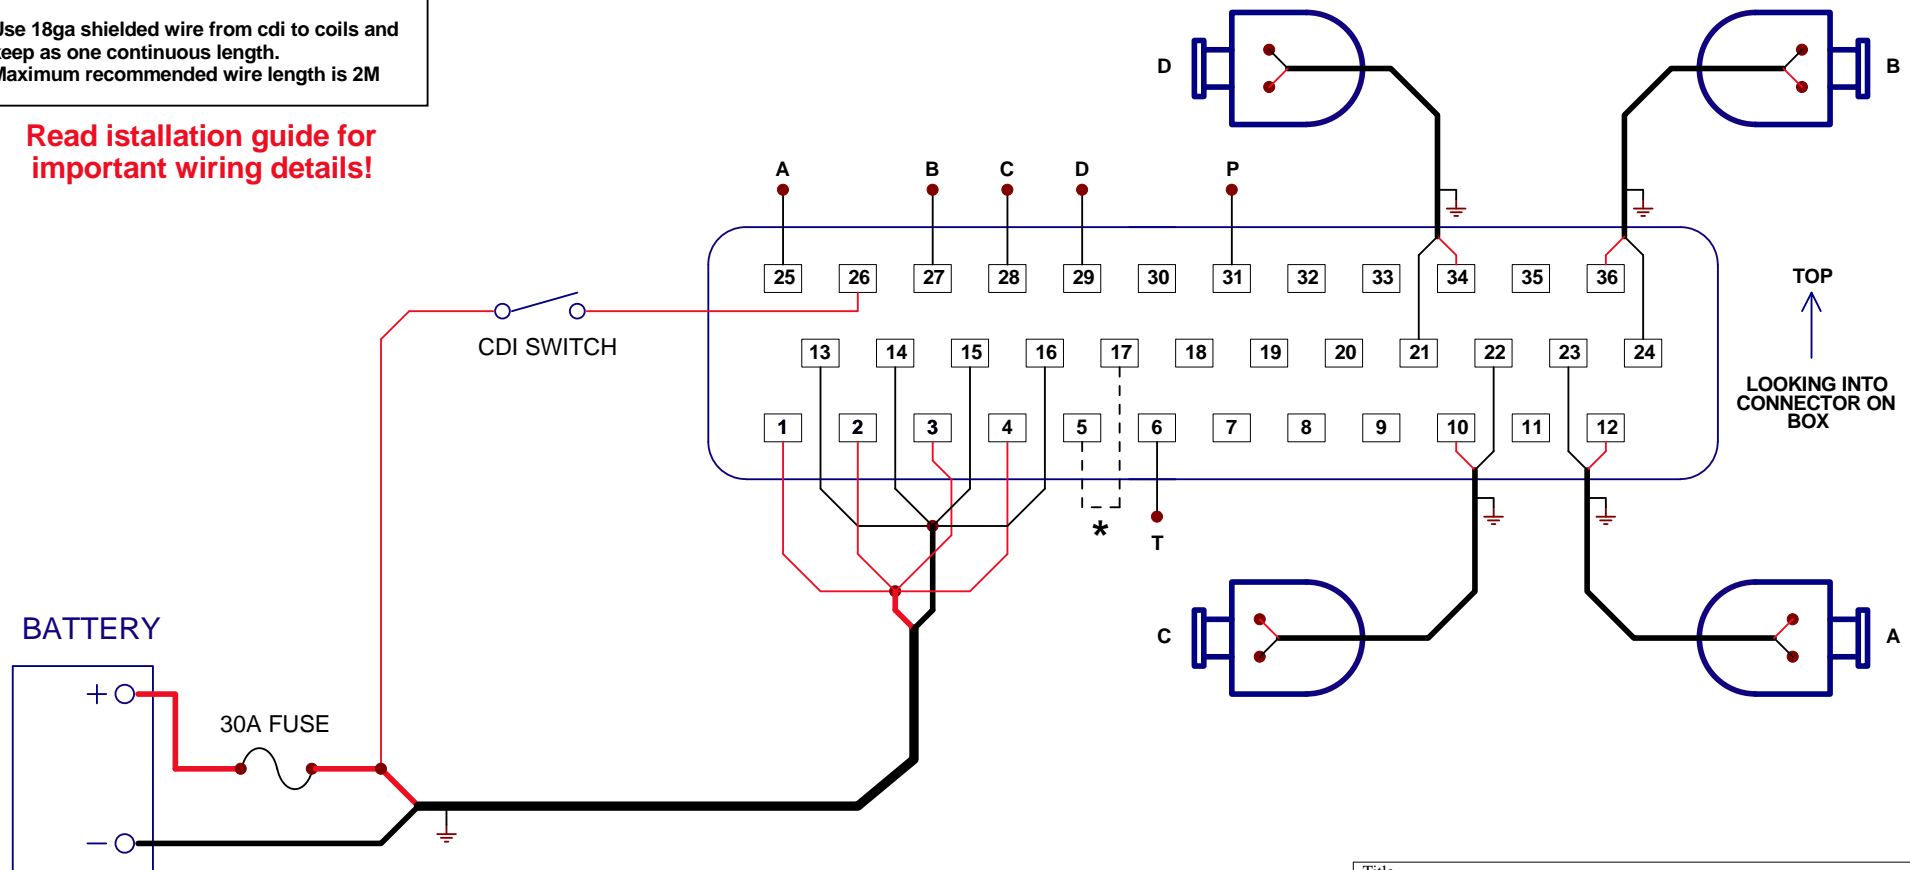 Use 18ga shielded wire from cdi to coils and
keep as one continuous length.
Maximum recommended wire length is 2M
Read istallation guide for
important wiring details!
D
B
A
B
C
D
P
25
26
27
28
29
30
31
32
33
34
35
36
TOP
CDI SWITCH
13
14
15
16
17
18
19
20
21
22
23
24
LOOKING INTO
CONNECTOR ON
BOX
1
2
3
4
5
6
7
8
9
10
11
12
*
T
BATTERY
C
A
+
30A FUSE
−
Title